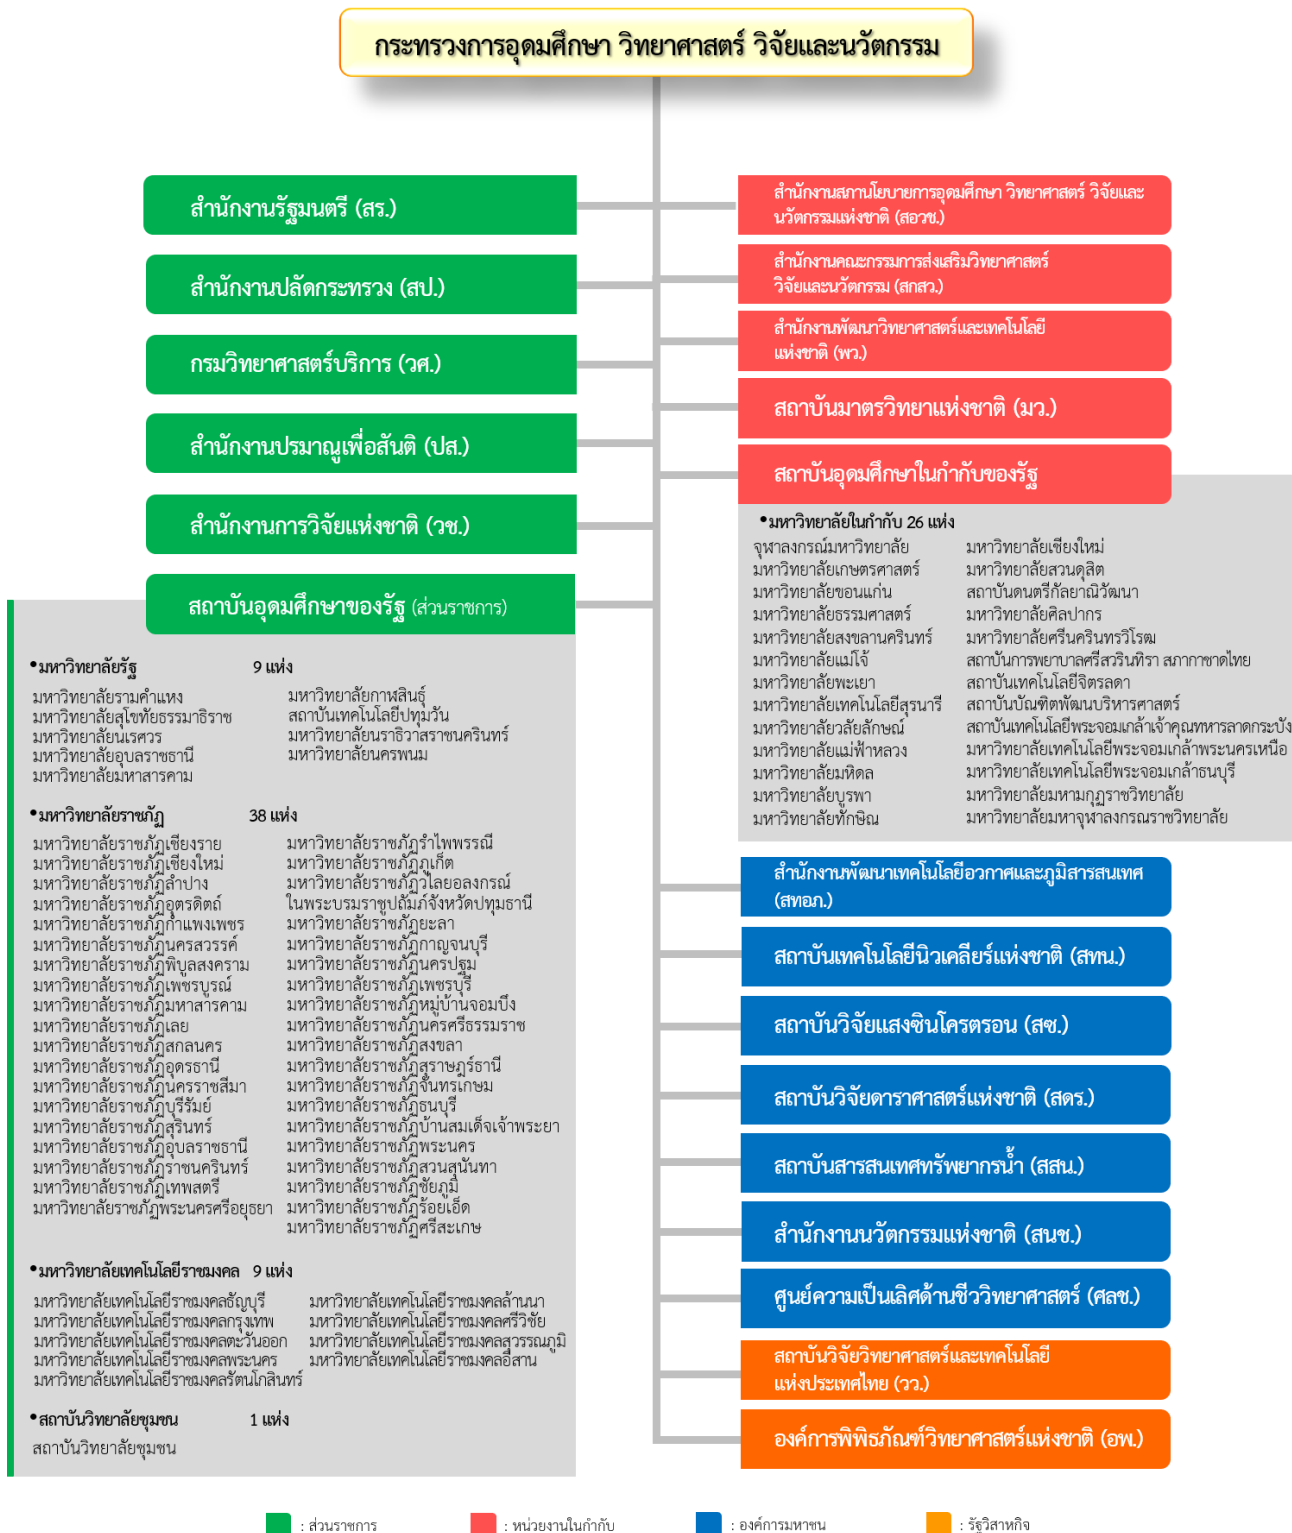 กระทรวงการอุดมศึกษา วิทยาศาสตร์ วิจัยและนวัตกรรม
สำนักงานรัฐมนตรี (สร.)
สำนักงานปลัดกระทรวง (สป.)
กรมวิทยาศาสตร์บริการ (วศ.)
สำนักงานปรมาณูเพื่อสันติ (ปส.)
สำนักงานการวิจัยแห่งชาติ (วช.)
สถาบันอุดมศึกษาของรัฐ (ส่วนราชการ)
•มหาวิทยาลัยรัฐ 9 แห่ง
มหาวิทยาลัยรามคำแหง
มหาวิทยาลัยสุโขทัยธรรมาธิราช
มหาวิทยาลัยนเรศวร
มหาวิทยาลัยอุบลราชธานี
มหาวิทยาลัยมหาสารคาม
มหาวิทยาลัยกาฬสินธุ์
สถาบันเทคโนโลยีปทุมวัน
มหาวิทยาลัยนราธิวาสราชนครินทร์
มหาวิทยาลัยนครพนม
•มหาวิทยาลัยราชภัฏ 38 แห่ง
มหาวิทยาลัยราชภัฏเชียงราย
มหาวิทยาลัยราชภัฏเชียงใหม่
มหาวิทยาลัยราชภัฏลำปาง
มหาวิทยาลัยราชภัฏอุตรดิตถ์
มหาวิทยาลัยราชภัฏกำแพงเพชร
มหาวิทยาลัยราชภัฏนครสวรรค์
มหาวิทยาลัยราชภัฏพิบูลสงคราม
มหาวิทยาลัยราชภัฏเพชรบูรณ์
มหาวิทยาลัยราชภัฏมหาสารคาม
มหาวิทยาลัยราชภัฏเลย
มหาวิทยาลัยราชภัฏสกลนคร
มหาวิทยาลัยราชภัฏอุดรธานี
มหาวิทยาลัยราชภัฏนครราชสีมา
มหาวิทยาลัยราชภัฏบุรีรัมย์
มหาวิทยาลัยราชภัฏสุรินทร์
มหาวิทยาลัยราชภัฏอุบลราชธานี
มหาวิทยาลัยราชภัฏราชนครินทร์
มหาวิทยาลัยราชภัฏเทพสตรี
มหาวิทยาลัยราชภัฏพระนครศรีอยุธยา
มหาวิทยาลัยราชภัฏรำไพพรรณี
มหาวิทยาลัยราชภัฏภูเก็ต
มหาวิทยาลัยราชภัฏวไลยอลงกรณ์
ในพระบรมราชูปถัมภ์จังหวัดปทุมธานี
มหาวิทยาลัยราชภัฏยะลา
มหาวิทยาลัยราชภัฏกาญจนบุรี
มหาวิทยาลัยราชภัฏนครปฐม
มหาวิทยาลัยราชภัฏเพชรบุรี
มหาวิทยาลัยราชภัฏหมู่บ้านจอมบึง
มหาวิทยาลัยราชภัฏนครศรีธรรมราช
มหาวิทยาลัยราชภัฏสงขลา
มหาวิทยาลัยราชภัฏสุราษฎร์ธานี
มหาวิทยาลัยราชภัฏจันทรเกษม
มหาวิทยาลัยราชภัฏธนบุรี
มหาวิทยาลัยราชภัฏบ้านสมเด็จเจ้าพระยา
มหาวิทยาลัยราชภัฏพระนคร
มหาวิทยาลัยราชภัฏสวนสุนันทา
มหาวิทยาลัยราชภัฏชัยภูมิ
มหาวิทยาลัยราชภัฏร้อยเอ็ด
มหาวิทยาลัยราชภัฏศรีสะเกษ
•มหาวิทยาลัยเทคโนโลยีราชมงคล 9 แห่ง
มหาวิทยาลัยเทคโนโลยีราชมงคลธัญบุรี
มหาวิทยาลัยเทคโนโลยีราชมงคลกรุงเทพ
มหาวิทยาลัยเทคโนโลยีราชมงคลตะวันออก
มหาวิทยาลัยเทคโนโลยีราชมงคลพระนคร
มหาวิทยาลัยเทคโนโลยีราชมงคลรัตนโกสินทร์
มหาวิทยาลัยเทคโนโลยีราชมงคลล้านนา
มหาวิทยาลัยเทคโนโลยีราชมงคลศรีวิชัย
มหาวิทยาลัยเทคโนโลยีราชมงคลสุวรรณภูมิ
มหาวิทยาลัยเทคโนโลยีราชมงคลอีสาน
•สถาบันวิทยาลัยชุมชน 1 แห่ง
สถาบันวิทยาลัยชุมชน
สำนักงานสภานโยบายการอุดมศึกษา วิทยาศาสตร์ วิจัยและ
นวัตกรรมแห่งชาติ (สอวช.)
สำนักงานคณะกรรมการส่งเสริมวิทยาศาสตร์
วิจัยและนวัตกรรม (สกสว.)
สำนักงานพัฒนาวิทยาศาสตร์และเทคโนโลยี
แห่งชาติ (พว.)
สถาบันมาตรวิทยาแห่งชาติ (มว.)
สถาบันอุดมศึกษาในกำกับของรัฐ
•มหาวิทยาลัยในกำกับ 26 แห่ง
จุฬาลงกรณ์มหาวิทยาลัย
มหาวิทยาลัยเกษตรศาสตร์
มหาวิทยาลัยขอนแก่น
มหาวิทยาลัยธรรมศาสตร์
มหาวิทยาลัยสงขลานครินทร์
มหาวิทยาลัยแม่โจ้
มหาวิทยาลัยพะเยา
มหาวิทยาลัยเทคโนโลยีสุรนารี
มหาวิทยาลัยวลัยลักษณ์
มหาวิทยาลัยแม่ฟ้าหลวง
มหาวิทยาลัยมหิดล
มหาวิทยาลัยบูรพา
มหาวิทยาลัยทักษิณ
มหาวิทยาลัยเชียงใหม่
มหาวิทยาลัยสวนดุสิต
สถาบันดนตรีกัลยาณิวัฒนา
มหาวิทยาลัยศิลปากร
มหาวิทยาลัยศรีนครินทรวิโรฒ
สถาบันการพยาบาลศรีสวรินทิรา สภากาชาดไทย
สถาบันเทคโนโลยีจิตรลดา
สถาบันบัณฑิตพัฒนบริหารศาสตร์
สถาบันเทคโนโลยีพระจอมเกล้าเจ้าคุณทหารลาดกระบัง
มหาวิทยาลัยเทคโนโลยีพระจอมเกล้าพระนครเหนือ
มหาวิทยาลัยเทคโนโลยีพระจอมเกล้าธนบุรี
มหาวิทยาลัยมหามกุฏราชวิทยาลัย
มหาวิทยาลัยมหาจุฬาลงกรณราชวิทยาลัย
สำนักงานพัฒนาเทคโนโลยีอวกาศและภูมิสารสนเทศ
(สทอภ.)
สถาบันเทคโนโลยีนิวเคลียร์แห่งชาติ (สทน.)
สถาบันวิจัยแสงซินโครตรอน (สซ.)
สถาบันวิจัยดาราศาสตร์แห่งชาติ (สดร.)
สถาบันสารสนเทศทรัพยากรน้ำ (สสน.)
สำนักงานนวัตกรรมแห่งชาติ (สนช.)
ศูนย์ความเป็นเลิศด้านชีววิทยาศาสตร์ (ศลช.)
สถาบันวิจัยวิทยาศาสตร์และเทคโนโลยี
แห่งประเทศไทย (วว.)
องค์การพิพิธภัณฑ์วิทยาศาสตร์แห่งชาติ (อพ.)
: ส่วนราชการ
: หน่วยงานในกำกับ
: องค์การมหาชน
: รัฐวิสาหกิจ